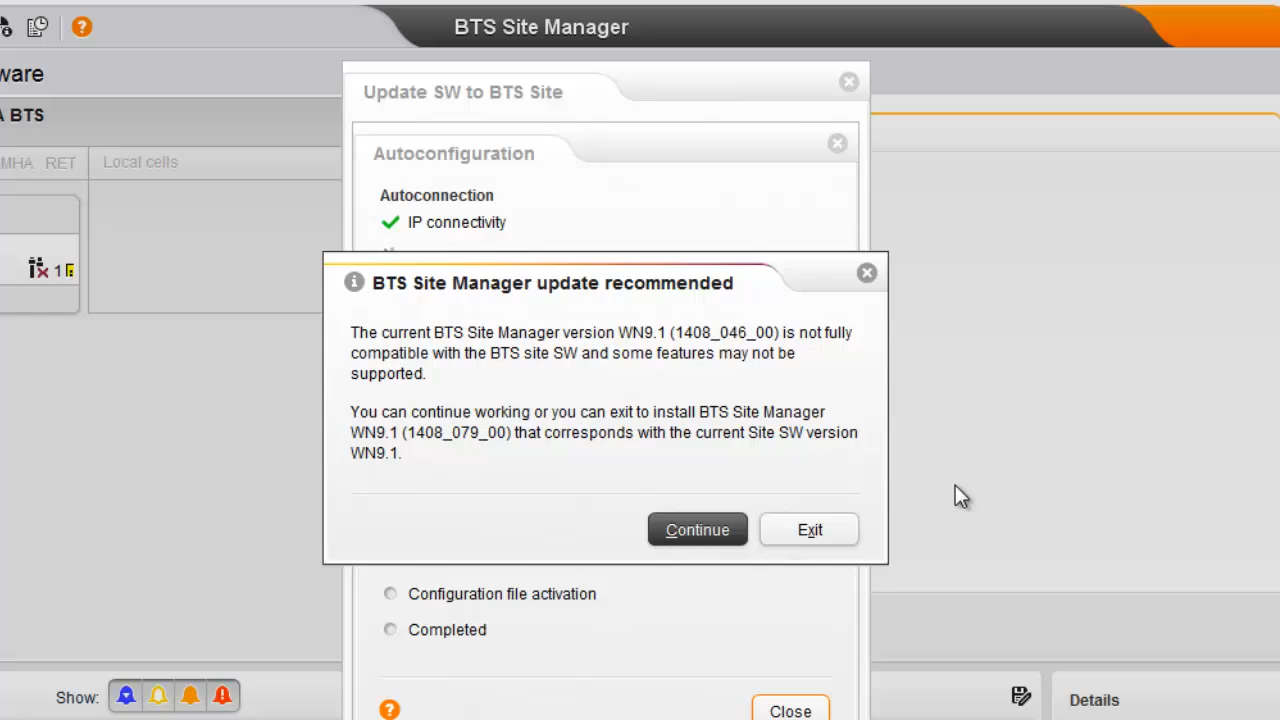 BTS Site Manager
ware
Update SW to BTS Site
A BTS
Autoconfiguration
MHA RET
Local cells
Autoconnection
IP connectivity
1
BTS Site Manager update recommended
The current BTS Site Manager version WN9.1 (1408_046_00) is not fully
compatible with the BTS site SW and some features may not be
supported.
You can continue working or you can exit to install BTS Site Manager
WN9.1 (1408_079_00) that corresponds with the current Site SW version
WN9.1.
Continue
Exit
Configuration file activation
Completed
Show:
Details
Close